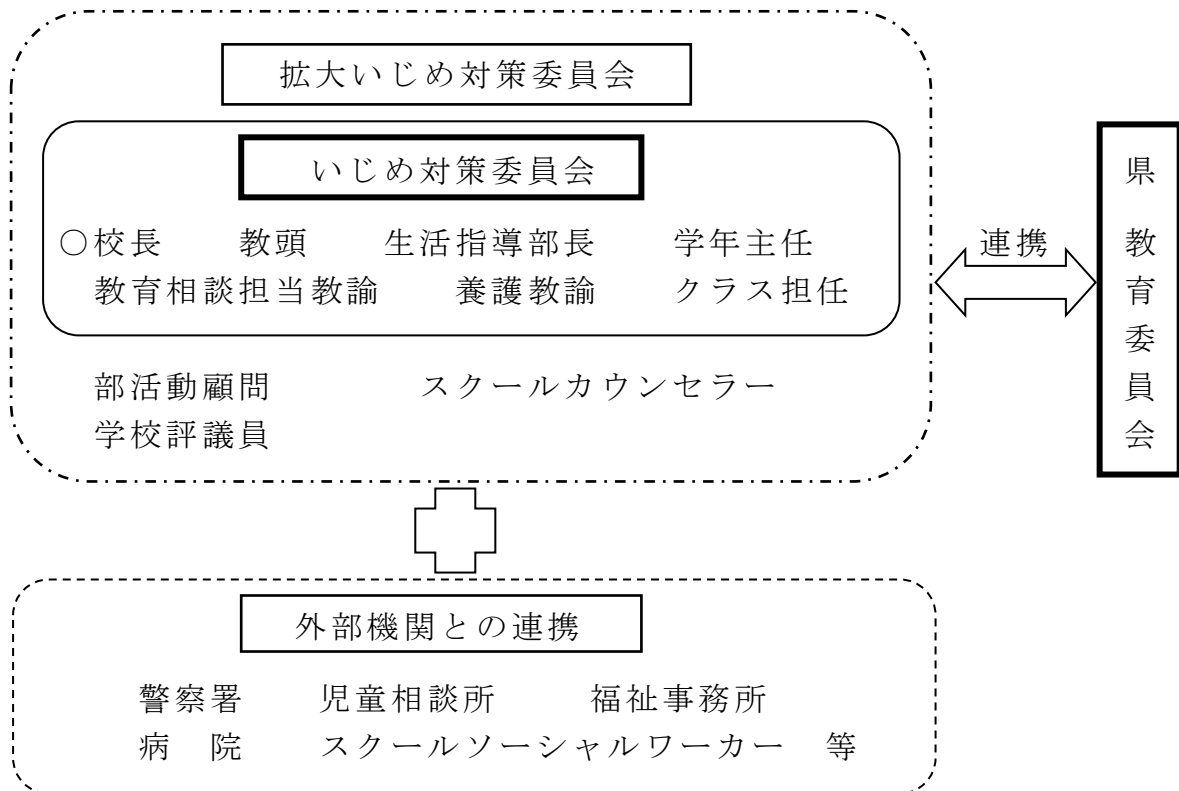 拡大いじめ対策委員会
いじめ対策委員会
〇校長 教頭 生活指導部長 学年主任
教育相談担当教諭 養護教諭 クラス担任
部活動顧問 スクールカウンセラー
学校評議員
連携
県教育委員会
外部機関との連携
警察署 児童相談所 福祉事務所
病 院 スクールソーシャルワーカー 等